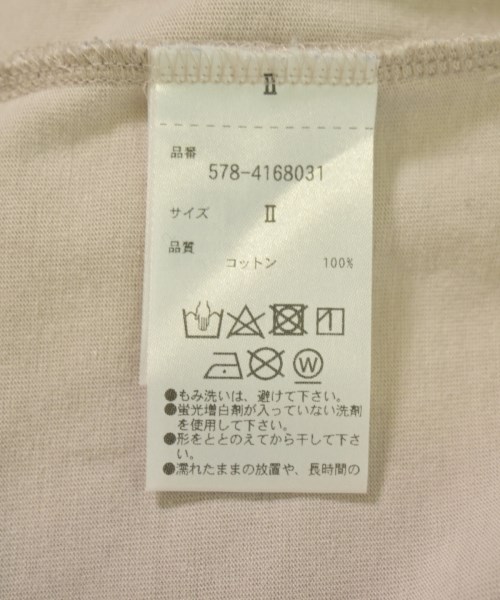 Ⅱ
品番
578-4168031
サイズ Ⅱ
品質
コットン 100%
W
●もみ洗いは、避けて下さい。
●蛍光増白剤が入っていない洗剤
を使用して下さい。
●形をととのえてから干して下さ
い。
●濡れたままの放置や、長時間の